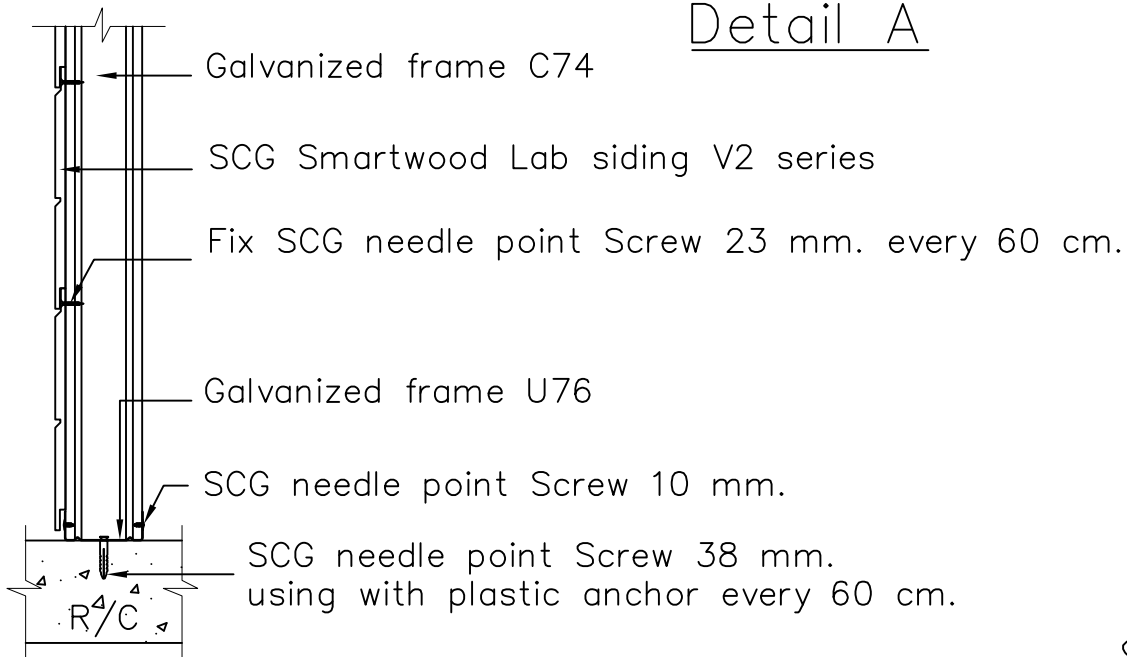 Detail A
Galvanized frame C74
SCG Smartwood Lab siding V2 series
Fix SCG needle point Screw 23 mm. every 60 cm.
Galvanized frame U76
SCG needle point Screw 10 mm.
SCG needle point Screw 38 mm.
using with plastic anchor every 60 cm.
R/C